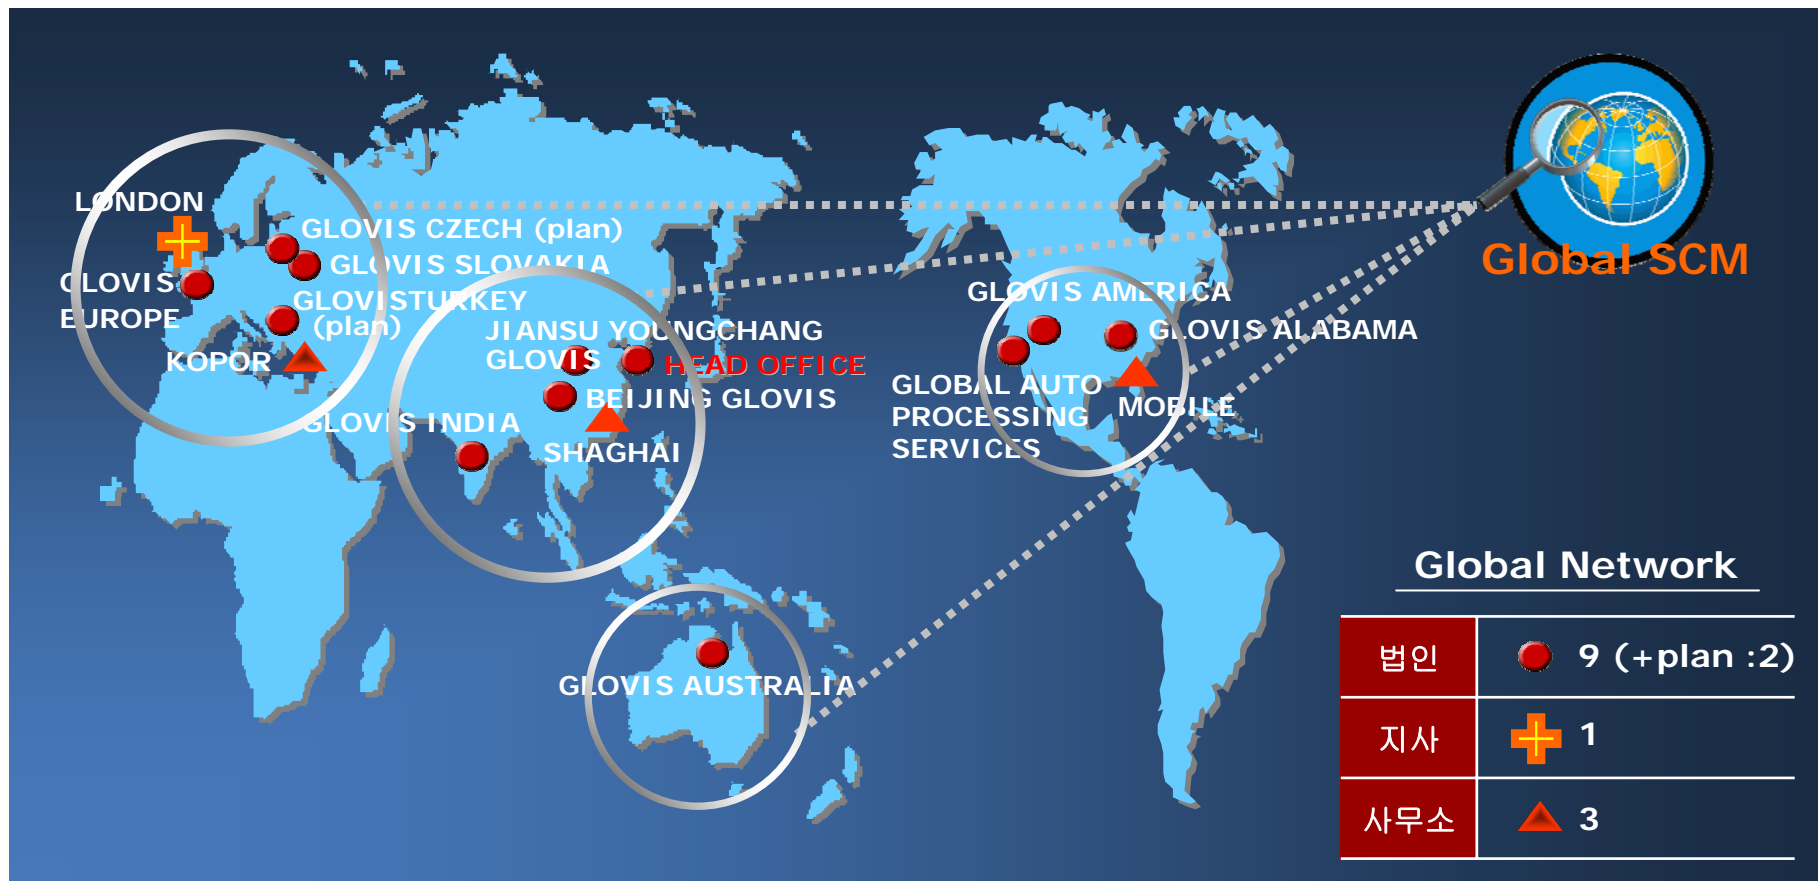 LONDON
GLOVIS CZECH (plan)
GLOVIS SLOVAKIA
GLOVIS
EUROPE
GLOVISTURKEY
(plan)
KOPOR
JIANSU YOUNGCHANG
GLOVIS
HEAD OFFICE
BEIJING GLOVIS
GLOVIS INDIA
SHAGHAI
GLOVIS AUSTRALIA
GLOVIS AMERICA
GLOVIS ALABAMA
GLOBAL AUTO
PROCESSING
SERVICES
MOBILE
Global SCM
Global Network
법인 9 (+plan :2)
지사 1
사무소 3